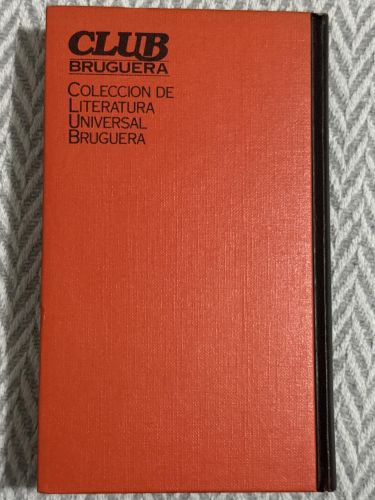 CLUB
BRUGUERA
COLECCION DE
LITERATURA
UNIVERSAL
BRUGUERA